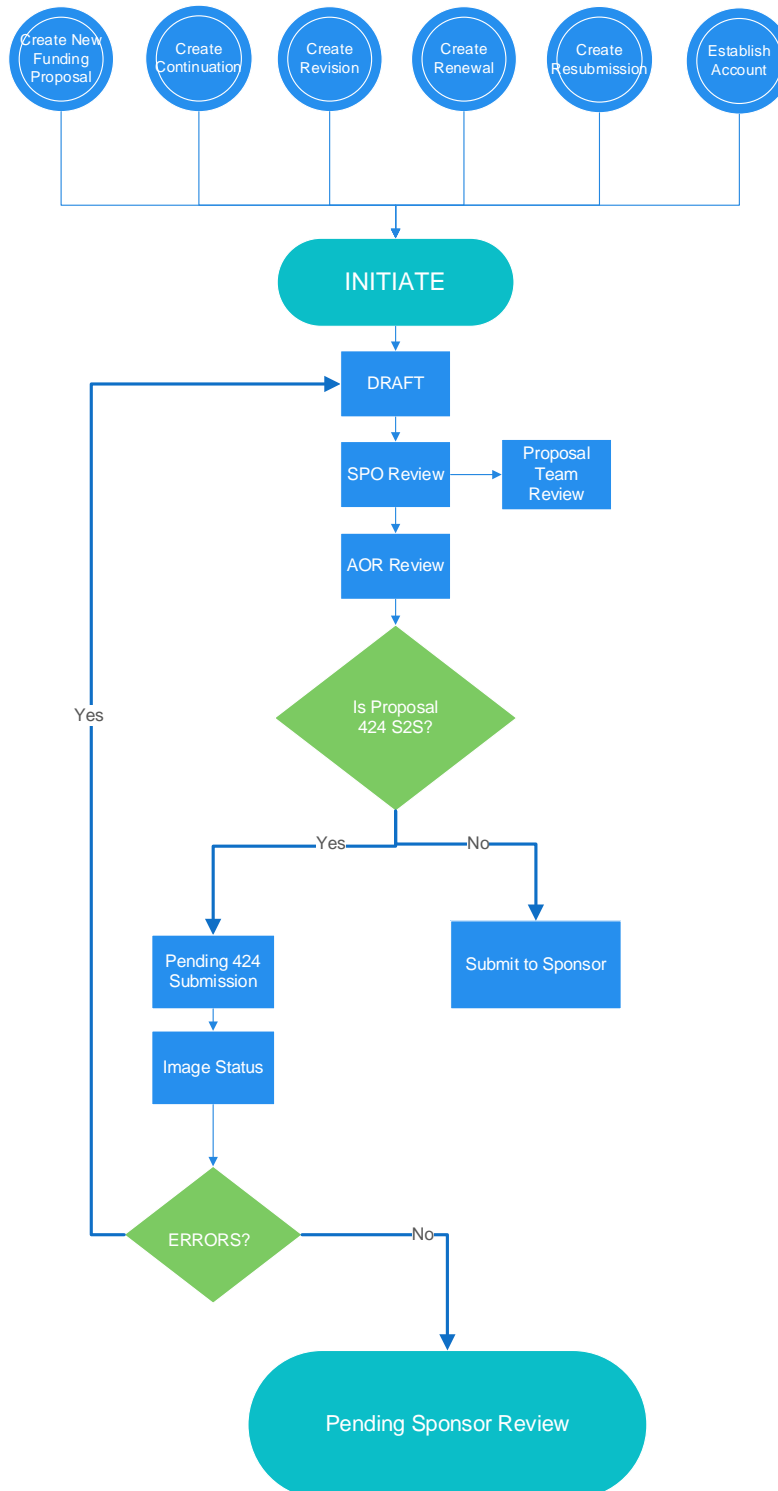 Create New
Funding
Proposal
Create
Continuation
Create
Revision
Create
Renewal
Create
Resubmission
Establish
Account
INITIATE
DRAFT
SPO Review
Proposal
Team
Review
AOR Review
Is Proposal
424 S2S?
Yes
Yes
No
Pending 424
Submission
Submit to Sponsor
Image Status
ERRORS?
No
Pending Sponsor Review